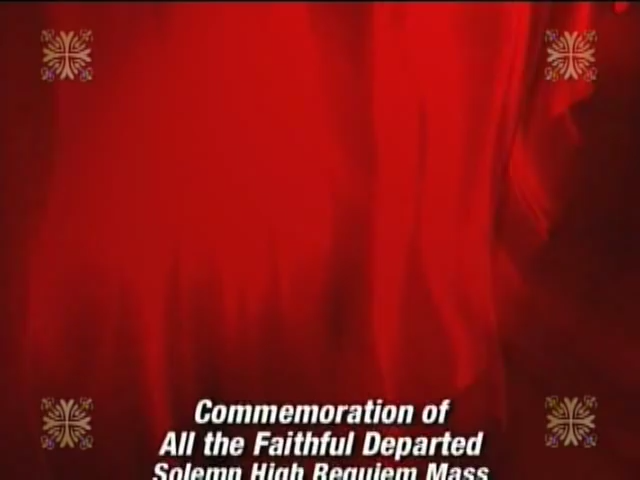 Commemoration of
All the Faithful Departed
Solemn High Requiem Mass